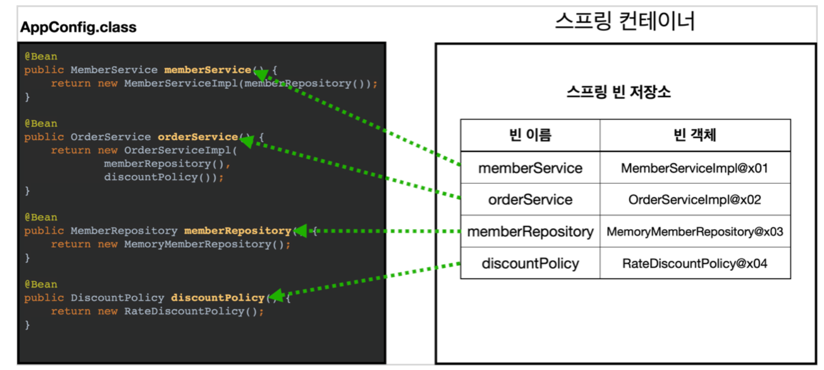 AppConfig.class
@Bean
public MemberService memberService() {
return new MemberServiceImpl(memberRepository());
}
@Bean
public OrderService orderService() {
return new OrderServiceImpl(
memberRepository(),
discountPolicy());
}
@Bean
public MemberRepository memberRepository() {
return new MemoryMemberRepository();
}
@Bean
public DiscountPolicy discountPolicy() {
return new RateDiscountPolicy();
}
스프링 컨테이너
스프링 빈 저장소
빈 이름 빈 객체
memberService MemberServiceImpl@x01
orderService OrderServiceImpl@x02
memberRepository MemoryMemberRepository@x03
discountPolicy RateDiscountPolicy@x04